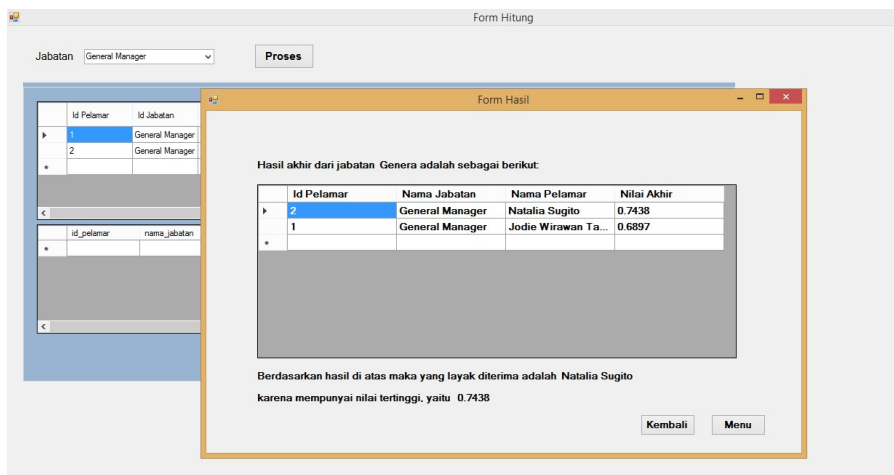 Form Hitung
Jabatan General Manager Proses
Id Pelamar Id Jabatan
1 General Manager
2 General Manager
id_pelamar nama_jabatan
Form Hasil
Hasil akhir dari jabatan Genera adalah sebagai berikut:
Id Pelamar Nama Jabatan Nama Pelamar Nilai Akhir
2 General Manager Natalia Sugito 0.7438
1 General Manager Jodie Wirawan Ta... 0.6897
Berdasarkan hasil di atas maka yang layak diterima adalah Natalia Sugito
karena mempunyai nilai tertinggi, yaitu 0.7438
Kembali Menu